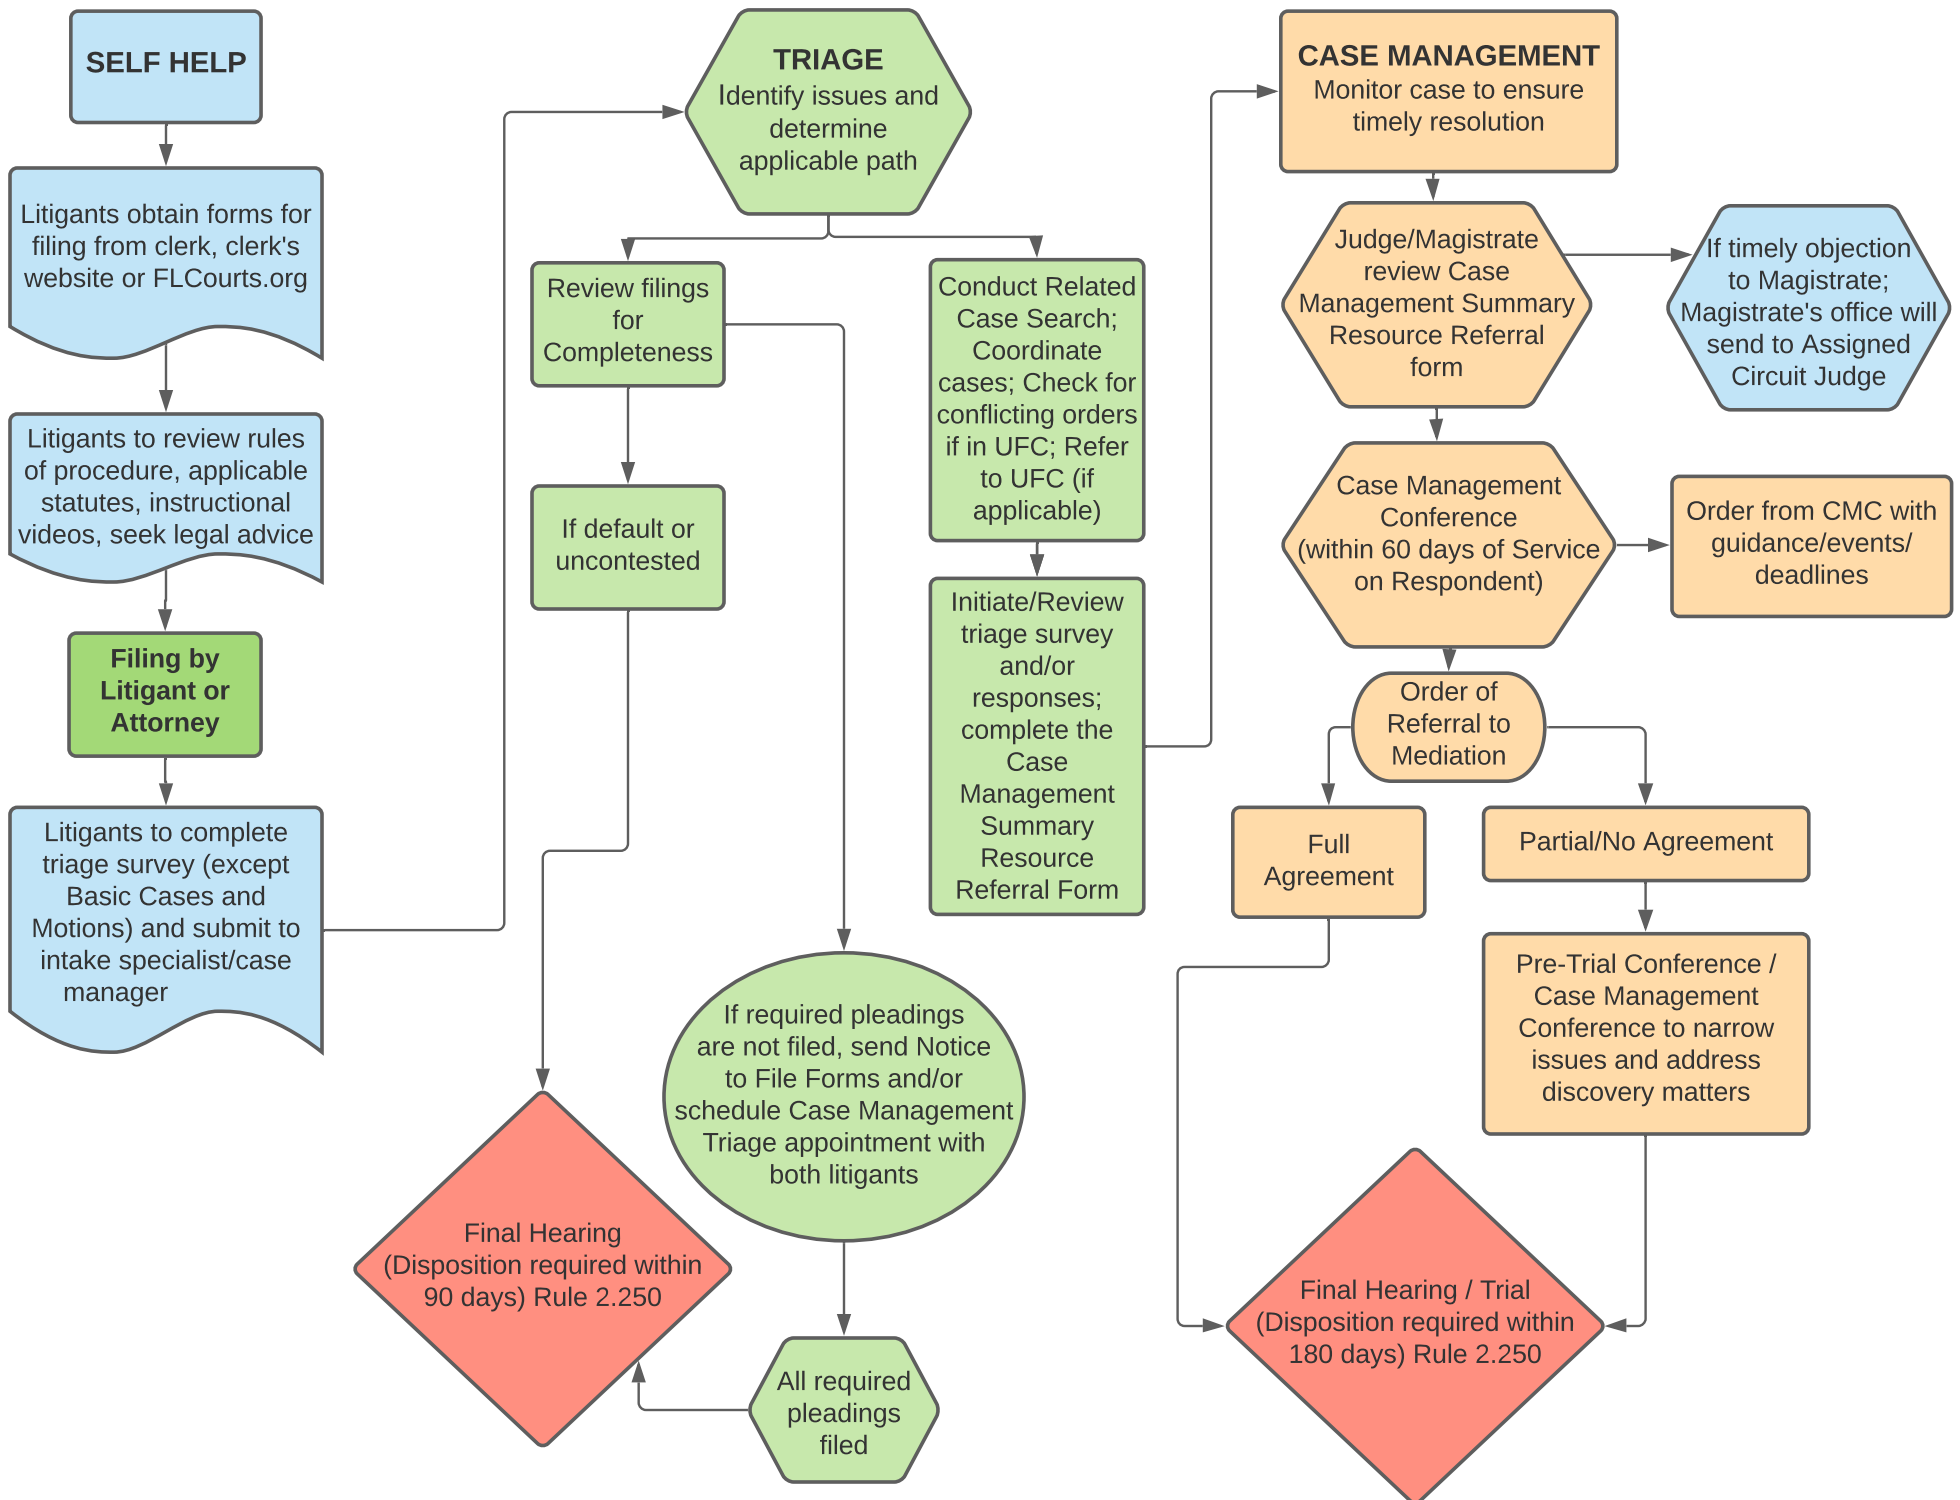 SELF HELP
Litigants obtain forms for
filing from clerk, clerk's
website or FLCourts.org
Litigants to review rules
of procedure, applicable
statutes, instructional
videos, seek legal advice
Filing by
Litigant or
Attorney
Litigants to complete
triage survey (except
Basic Cases and
Motions) and submit to
intake specialist/case
manager
TRIAGE
Identify issues and
determine
applicable path
Review filings
for
Completeness
If default or
uncontested
Final Hearing
(Disposition required within
90 days) Rule 2.250
If required pleadings
are not filed, send Notice
to File Forms and/or
schedule Case Management
Triage appointment with
both litigants
All required
pleadings
filed
Conduct Related
Case Search;
Coordinate
cases; Check for
conflicting orders
if in UFC; Refer
to UFC (if
applicable)
Initiate/Review
triage survey
and/or
responses;
complete the
Case
Management
Summary
Resource
Referral Form
CASE MANAGEMENT
Monitor case to ensure
timely resolution
Judge/Magistrate
review Case
Management Summary
Resource Referral
form
If timely objection
to Magistrate;
Magistrate's office will
send to Assigned
Circuit Judge
Case Management
Conference
(within 60 days of Service
on Respondent)
Order from CMC with
guidance/events/
deadlines
Order of
Referral to
Mediation
Full
Agreement
Partial/No Agreement
Pre-Trial Conference /
Case Management
Conference to narrow
issues and address
discovery matters
Final Hearing / Trial
(Disposition required within
180 days) Rule 2.250